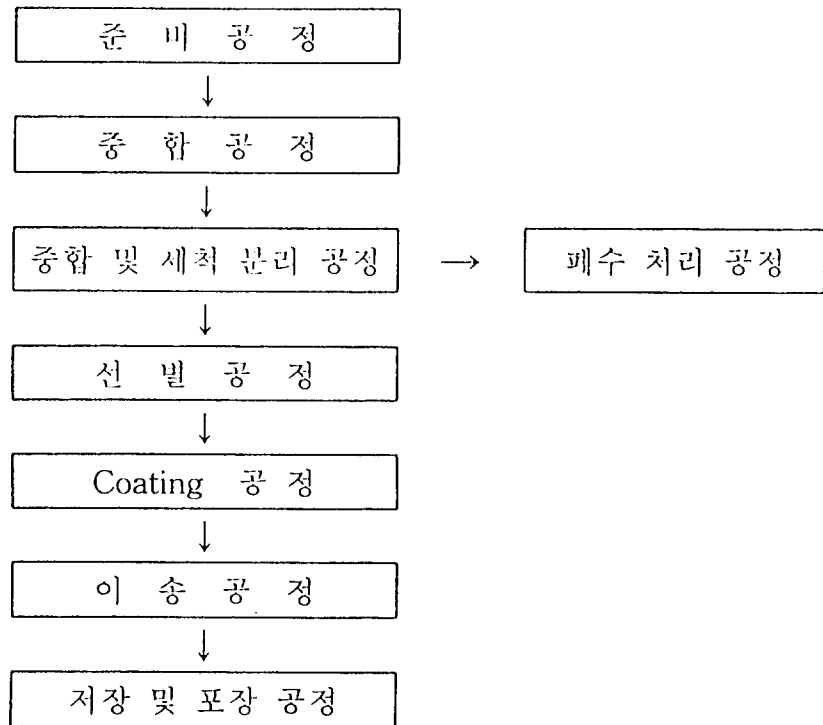 준 비 공 정
↓
중 합 공 정
↓
중합 및 세척 분리 공정 → 폐수 처리 공정
↓
선 별 공 정
↓
Coating 공 정
↓
이 송 공 정
↓
저장 및 포장 공정